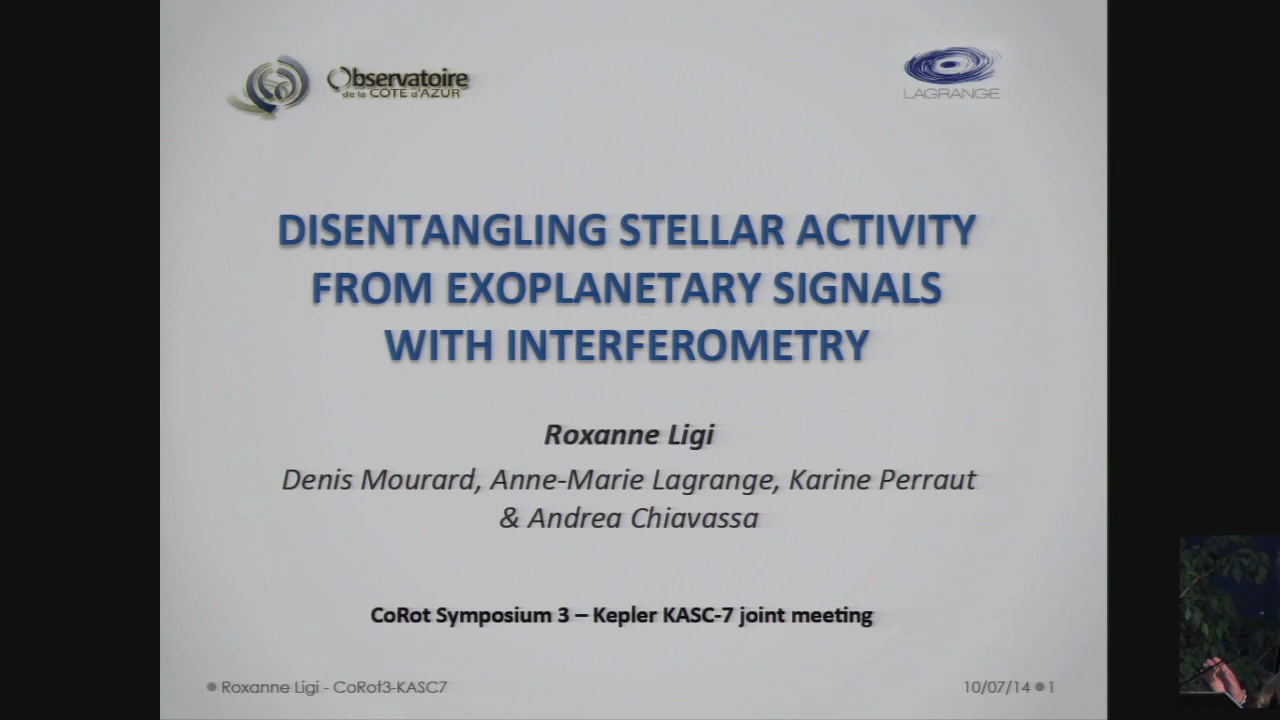 Observatoire
de la CÔTE d'AZUR
LAGRANGE
DISENTANGLING STELLAR ACTIVITY
FROM EXOPLANETARY SIGNALS
WITH INTERFEROMETRY
Roxanne Ligi
Denis Mourard, Anne-Marie Lagrange, Karine Perraut
& Andrea Chiavassa
CoRot Symposium 3 – Kepler KASC-7 joint meeting
Roxanne Ligi - CoRot3-KASC7
10/07/14 1